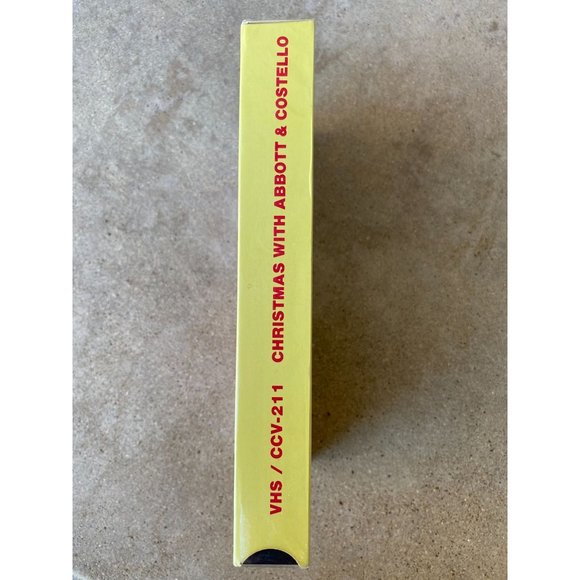 VHS / CCV-211 CHRISTMAS WITH ABBOTT & COSTELLO